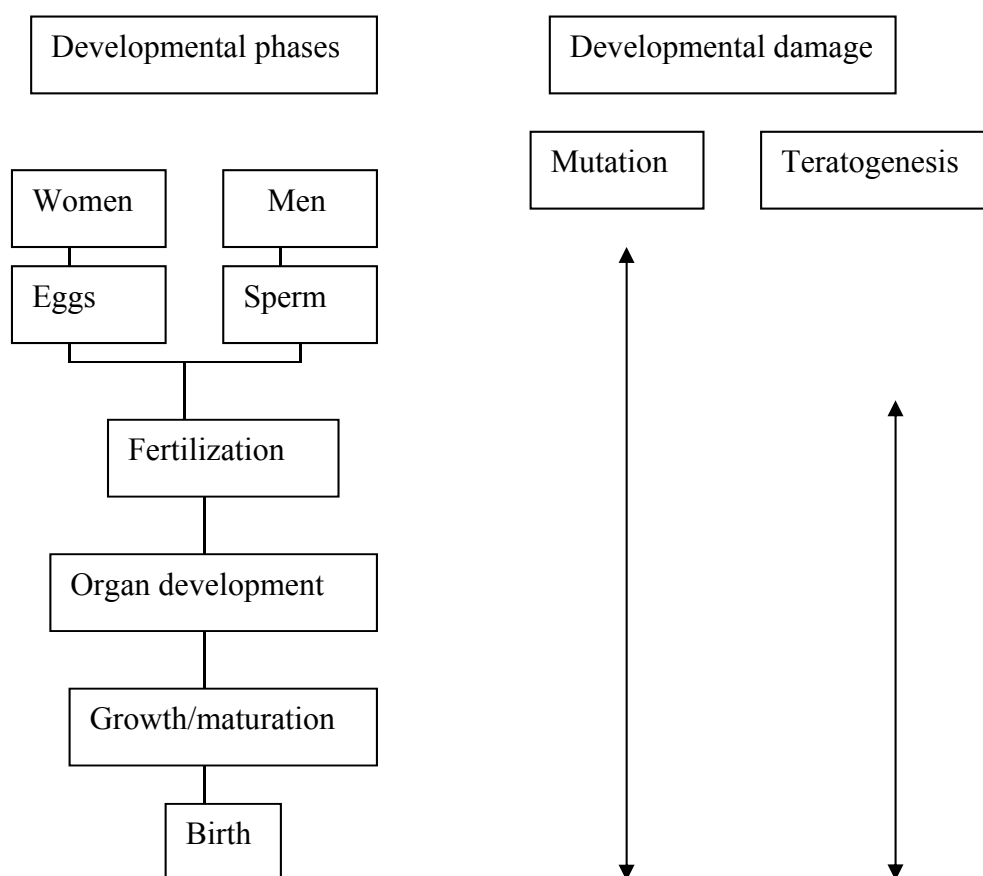 Developmental phases
Developmental damage
Mutation
Teratogenesis
Women
Men
Eggs
Sperm
Fertilization
Organ development
Growth/maturation
Birth